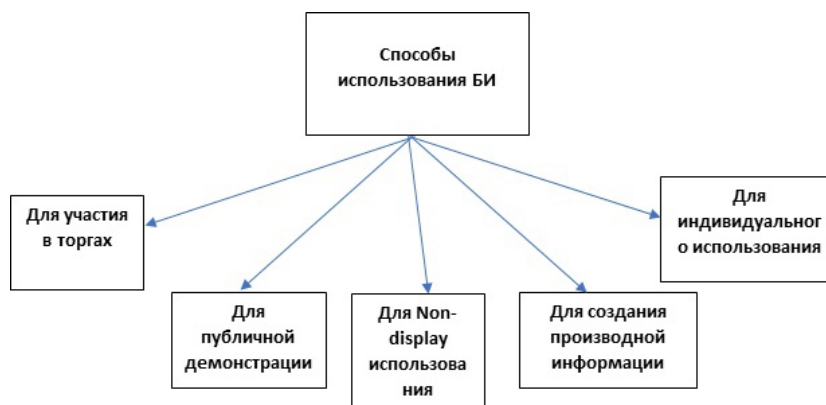 Способы
использования БИ
Для участия
в торгах
Для
индивидуальног
о использования
Для
публичной
демонстрации
Для Non-
display
использова
ния
Для создания
производной
информации